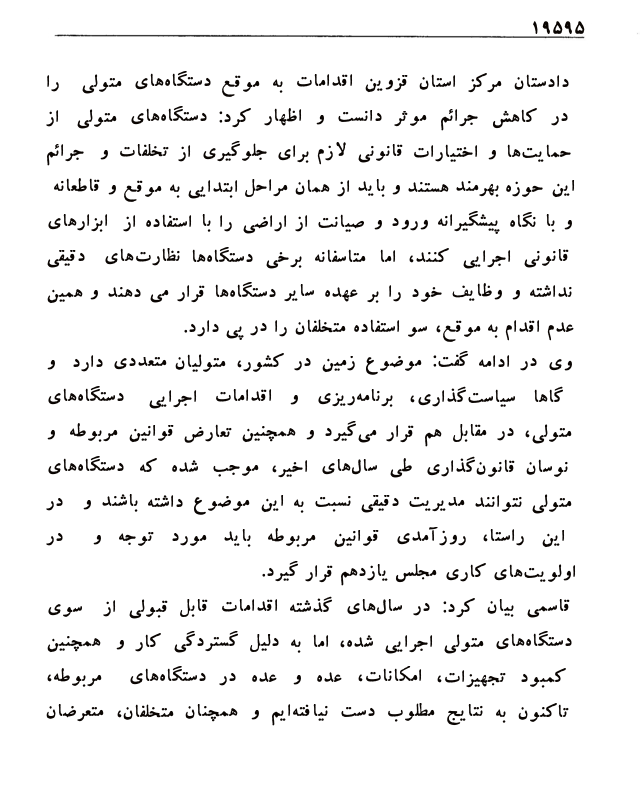 ۱۹۵۹۵
دادستان مرکز استان قزوین اقدامات به موقع دستگاه‌های متولی را
در کاهش جرائم موثر دانست و اظهار کرد: دستگاه‌های متولی از
حمایت‌ها و اختیارات قانونی لازم برای جلوگیری از تخلفات و جرائم
این حوزه بهرمند هستند و باید از همان مراحل ابتدایی به موقع و قاطعانه
و با نگاه پیشگیرانه ورود و صیانت از اراضی را با استفاده از ابزارهای
قانونی اجرایی کنند، اما متاسفانه برخی دستگاه‌ها نظارت‌های دقیقی
نداشته و وظایف خود را بر عهده سایر دستگاه‌ها قرار می دهند و همین
عدم اقدام به موقع، سو استفاده متخلفان را در پی دارد.
وی در ادامه گفت: موضوع زمین در کشور، متولیان متعددی دارد و
گاها سیاست‌گذاری، برنامه‌ریزی و اقدامات اجرایی دستگاه‌های
متولی، در مقابل هم قرار می‌گیرد و همچنین تعارض قوانین مربوطه و
نوسان قانون‌گذاری طی سال‌های اخیر، موجب شده که دستگاه‌های
متولی نتوانند مدیریت دقیقی نسبت به این موضوع داشته باشند و در
این راستا، روزآمدی قوانین مربوطه باید مورد توجه و در
اولویت‌های کاری مجلس یازدهم قرار گیرد.
قاسمی بیان کرد: در سال‌های گذشته اقدامات قابل قبولی از سوی
دستگاه‌های متولی اجرایی شده، اما به دلیل گستردگی کار و همچنین
کمبود تجهیزات، امکانات، عده و عده در دستگاه‌های مربوطه،
تاکنون به نتایج مطلوب دست نیافته‌ایم و همچنان متخلفان، متعرضان